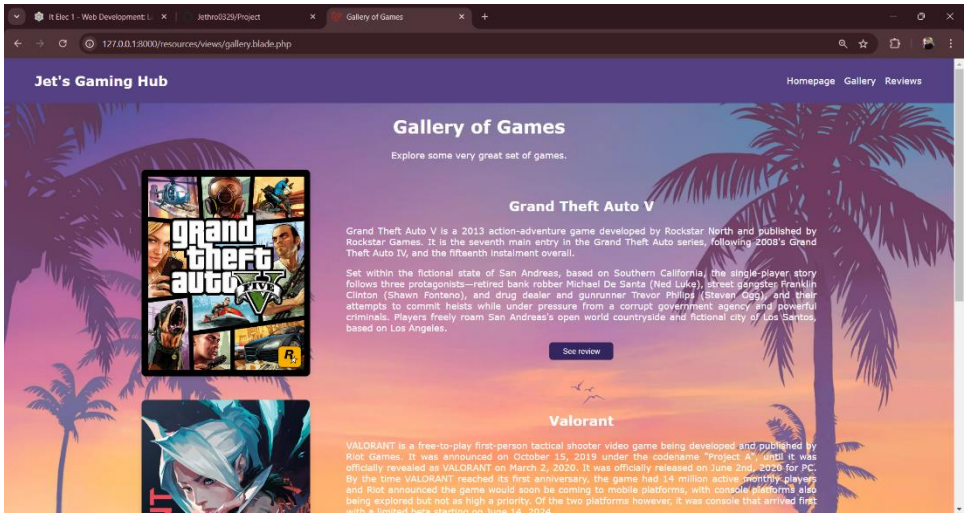 It Elec 1 - Web Development: L
Jethro0329/Project
Gallery of Games
127.0.0.1:8000/resources/views/gallery.blade.php
Jet's Gaming Hub
Homepage Gallery Reviews
Gallery of Games
Explore some very great set of games.
grand
theft
auto
FIVE
R
Grand Theft Auto V
Grand Theft Auto V is a 2013 action-adventure game developed by Rockstar North and published by
Rockstar Games. It is the seventh main entry in the Grand Theft Auto series, following 2008's Grand
Theft Auto IV, and the fifteenth instalment overall.
Set within the fictional state of San Andreas, based on Southern California, the single-player story
follows three protagonists—retired bank robber Michael De Santa (Ned Luke), street gangster Franklin
Clinton (Shawn Fonteno), and drug dealer and gunrunner Trevor Philips (Steven Ogg), and their
attempts to commit heists while under pressure from a corrupt government agency and powerful
criminals. Players freely roam San Andreas's open world countryside and fictional city of Los Santos,
based on Los Angeles.
See review
Valorant
VALORANT is a free-to-play first-person tactical shooter video game being developed and published by
Riot Games. It was announced on October 15, 2019 under the codename "Project A", until it was
officially revealed as VALORANT on March 2, 2020. It was officially released on June 2nd, 2020 for PC.
By the time VALORANT reached its first anniversary, the game had 14 million active monthly players
and Riot announced the game would soon be coming to mobile platforms, with console platforms also
being explored but not as high a priority. Of the two platforms however, it was console that arrived first
with a limited beta starting on June 14, 2024.